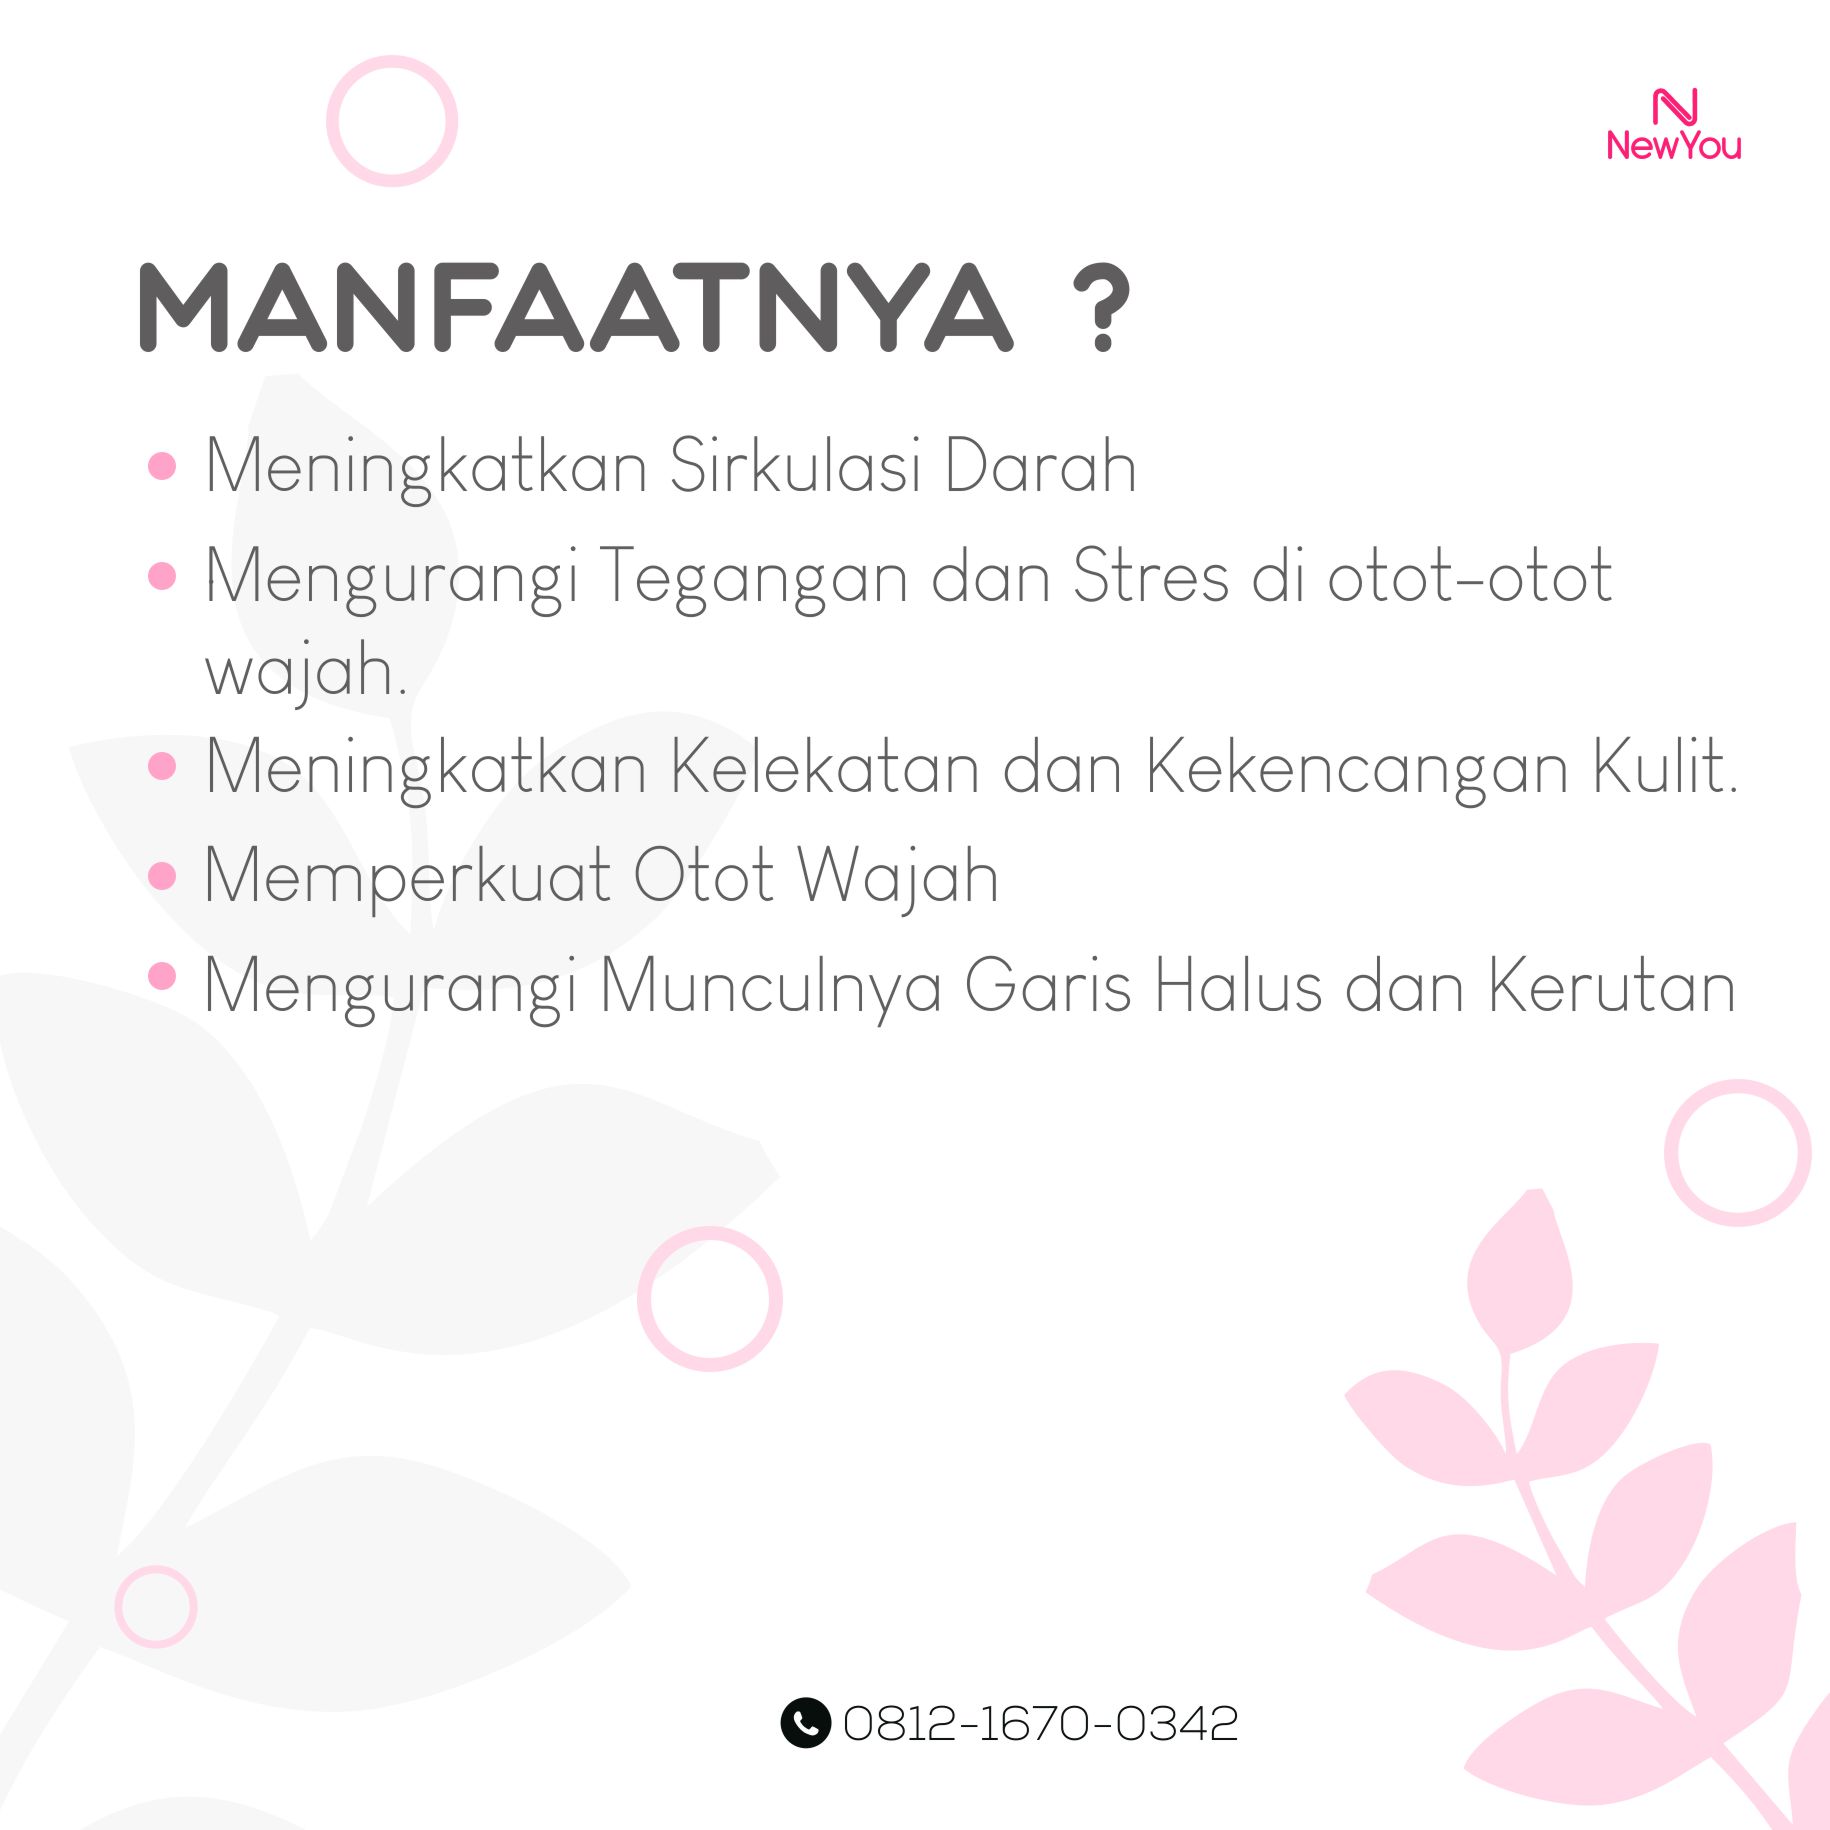 NewYou
MANFAATNYA ?
Meningkatkan Sirkulasi Darah
Mengurangi Tegangan dan Stres di otot-otot
wajah.
Meningkatkan Kelekatan dan Kekencangan Kulit.
Memperkuat Otot Wajah
Mengurangi Munculnya Garis Halus dan Kerutan
0812-1670-0342